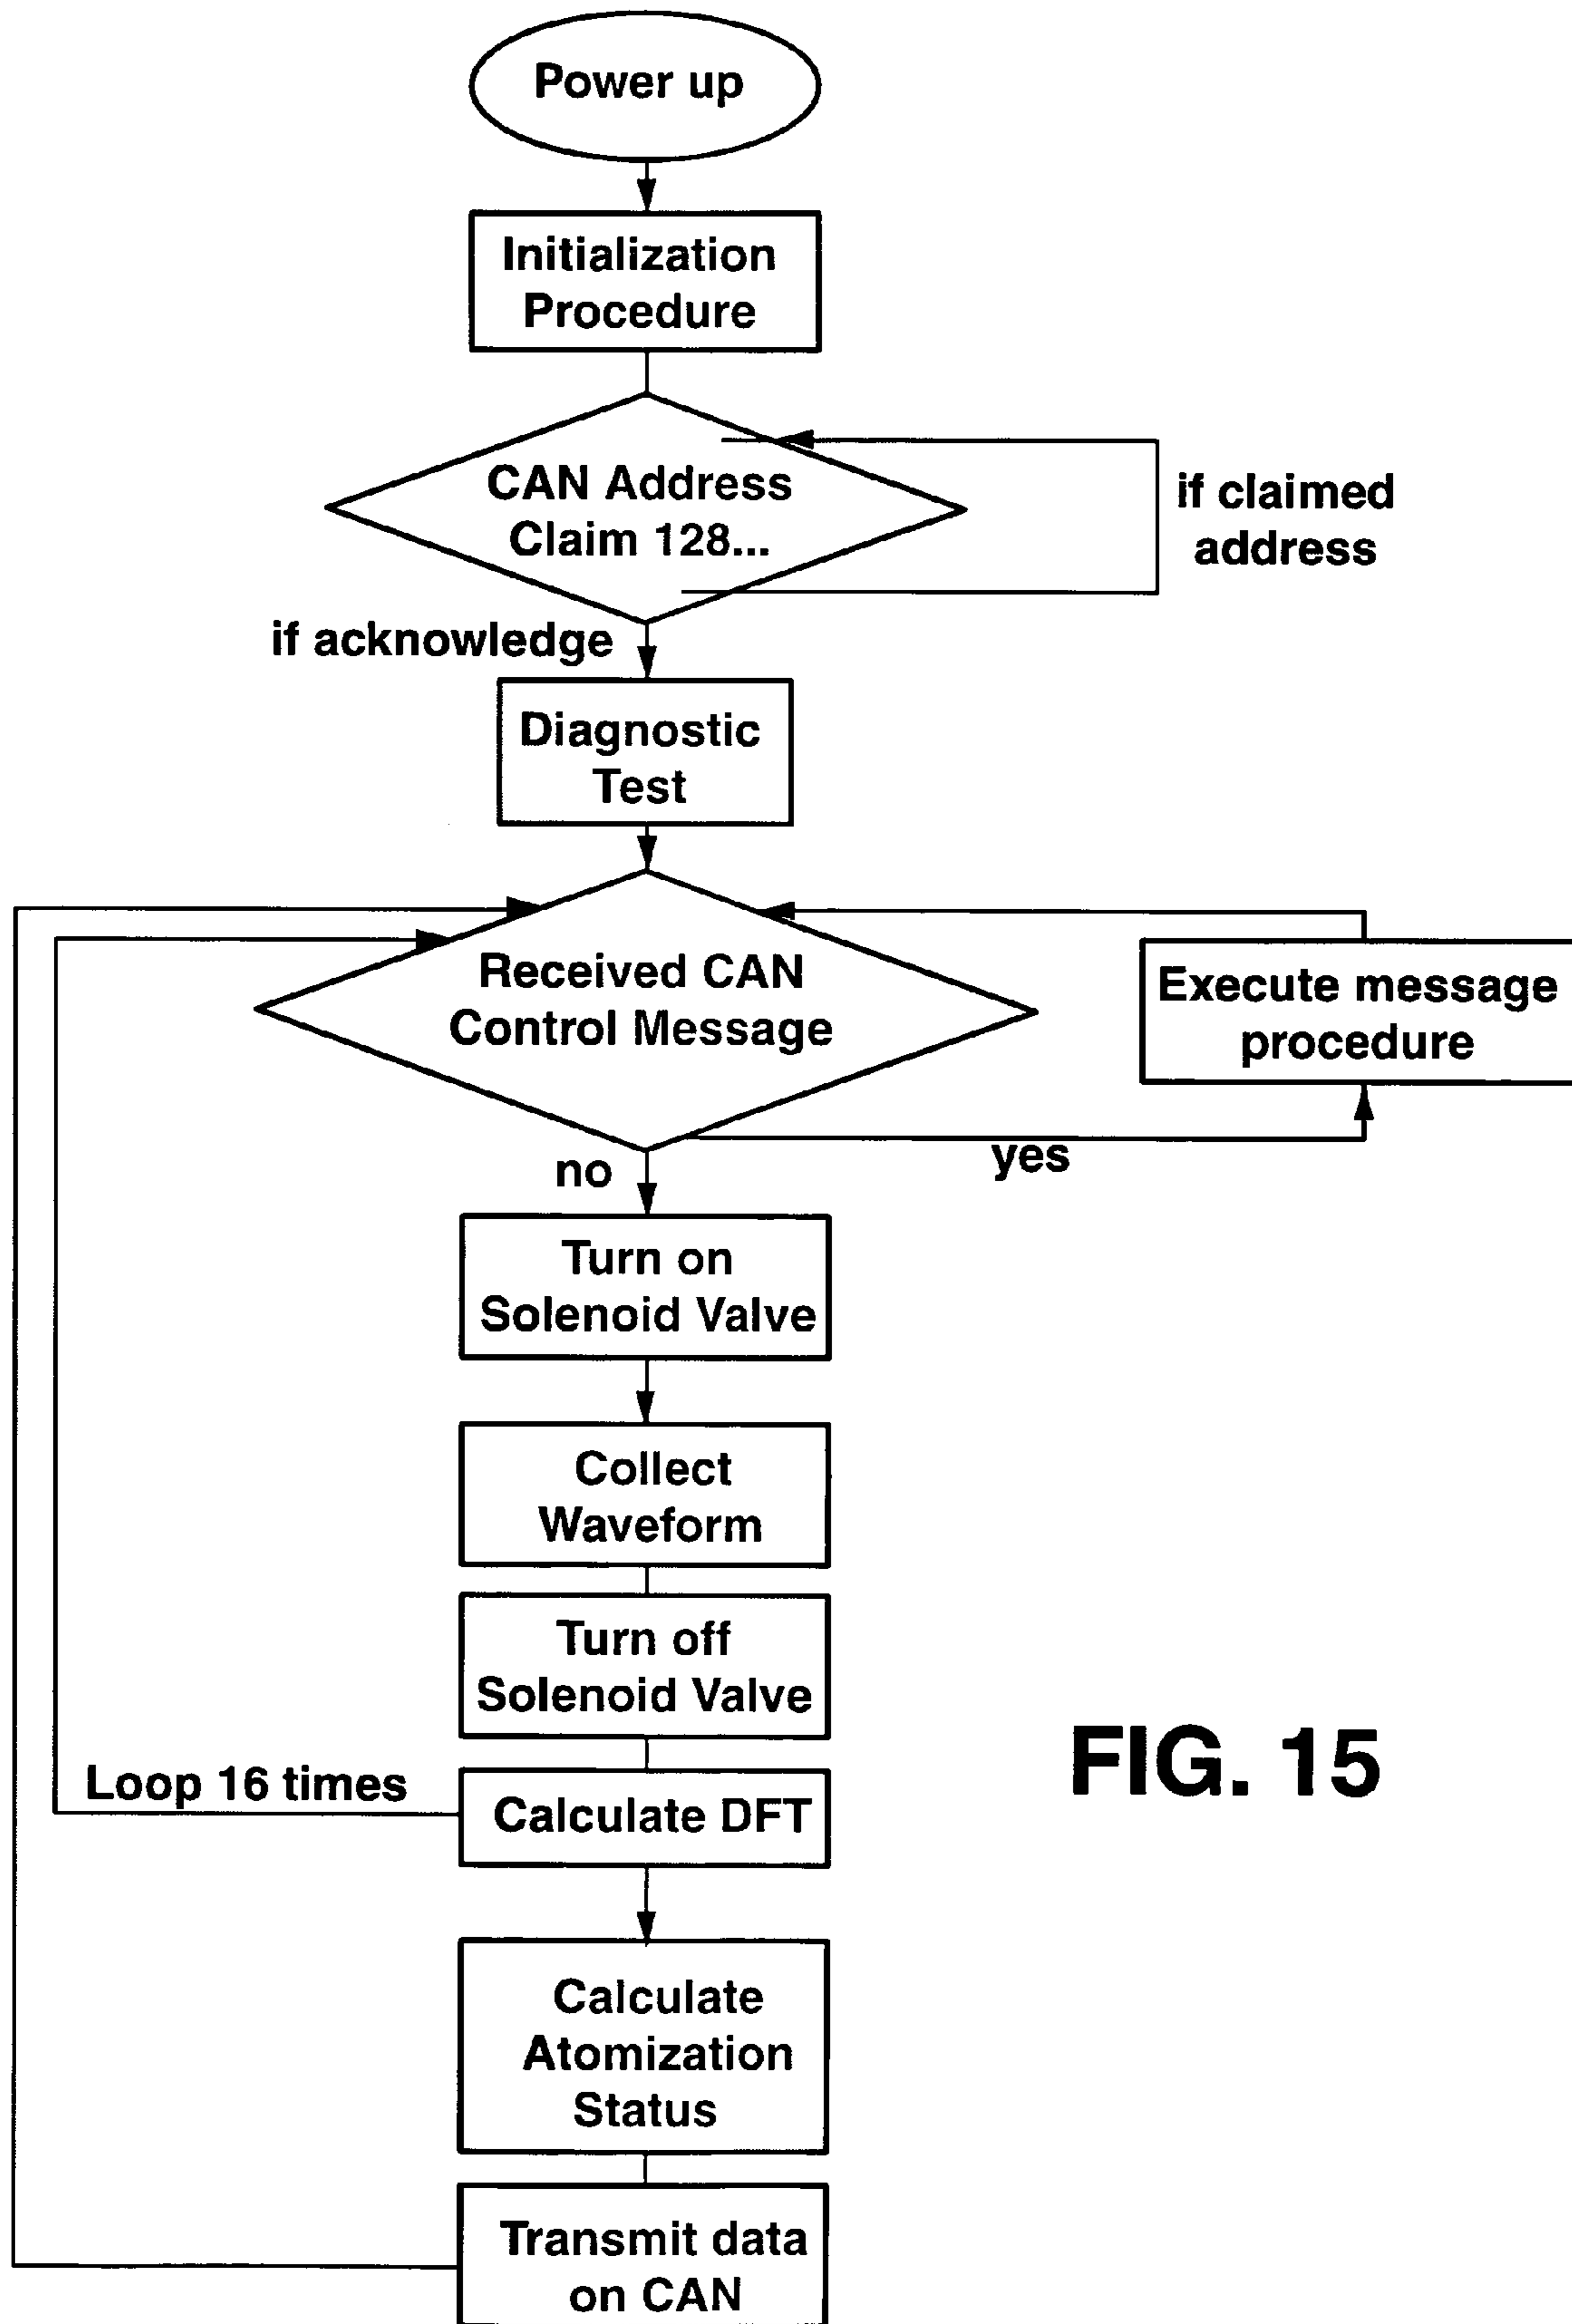 Power up
Initialization
Procedure
CAN Address
Claim 128...
if claimed
address
if acknowledge
Diagnostic
Test
Received CAN
Control Message
Execute message
procedure
yes
no
Turn on
Solenoid Valve
Collect
Waveform
Turn off
Solenoid Valve
Loop 16 times
Calculate DFT
FIG. 15
Calculate
Atomization
Status
Transmit data
on CAN